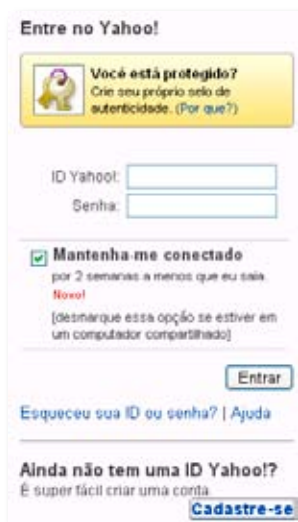 Entre no Yahoo!
Você está protegido?
Crie seu próprio selo de
autenticidade. (Por que?)
ID Yahoo!:
Senha:
Mantenha-me conectado
por 2 semanas a menos que eu saia.
Novo!
[desmarque essa opção se estiver em
um computador compartilhado]
Entrar
Esqueceu sua ID ou senha? | Ajuda
Ainda não tem uma ID Yahoo!?
É super fácil criar uma conta.
Cadastre-se